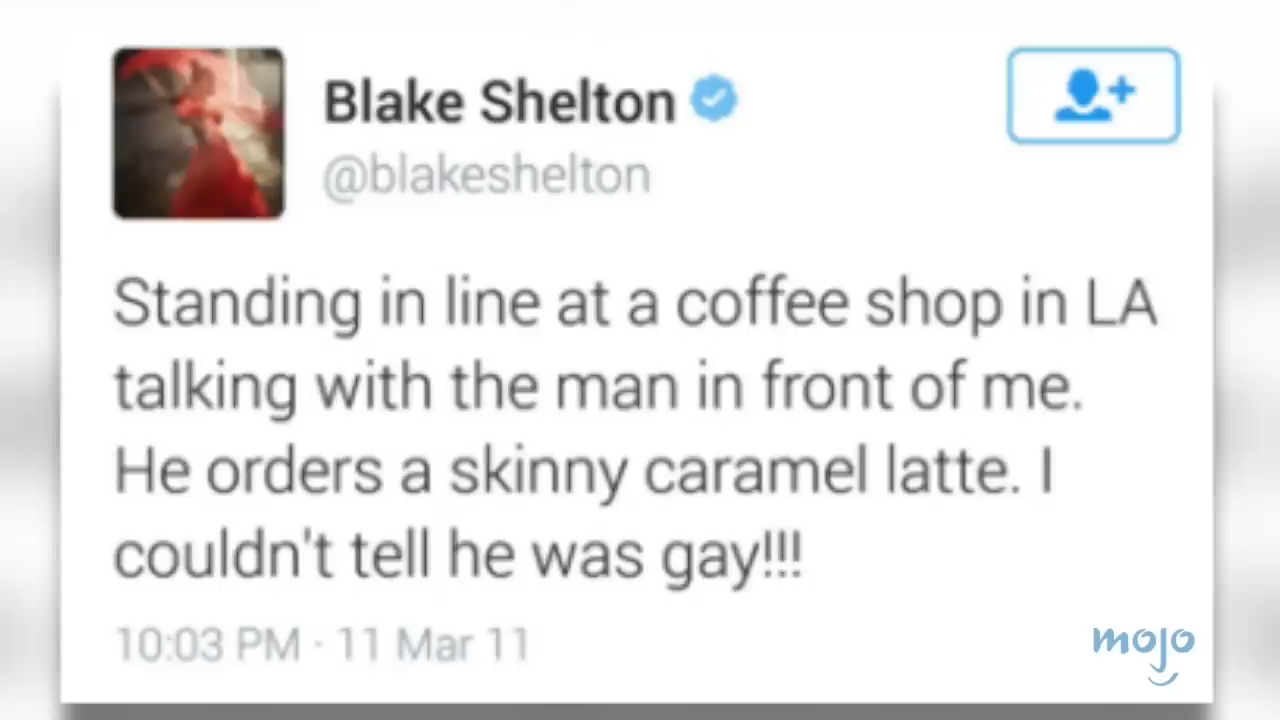 Blake Shelton
@blakeshelton
Standing in line at a coffee shop in LA
talking with the man in front of me.
He orders a skinny caramel latte. I
couldn't tell he was gay!!!
10:03 PM · 11 Mar 11
mojo